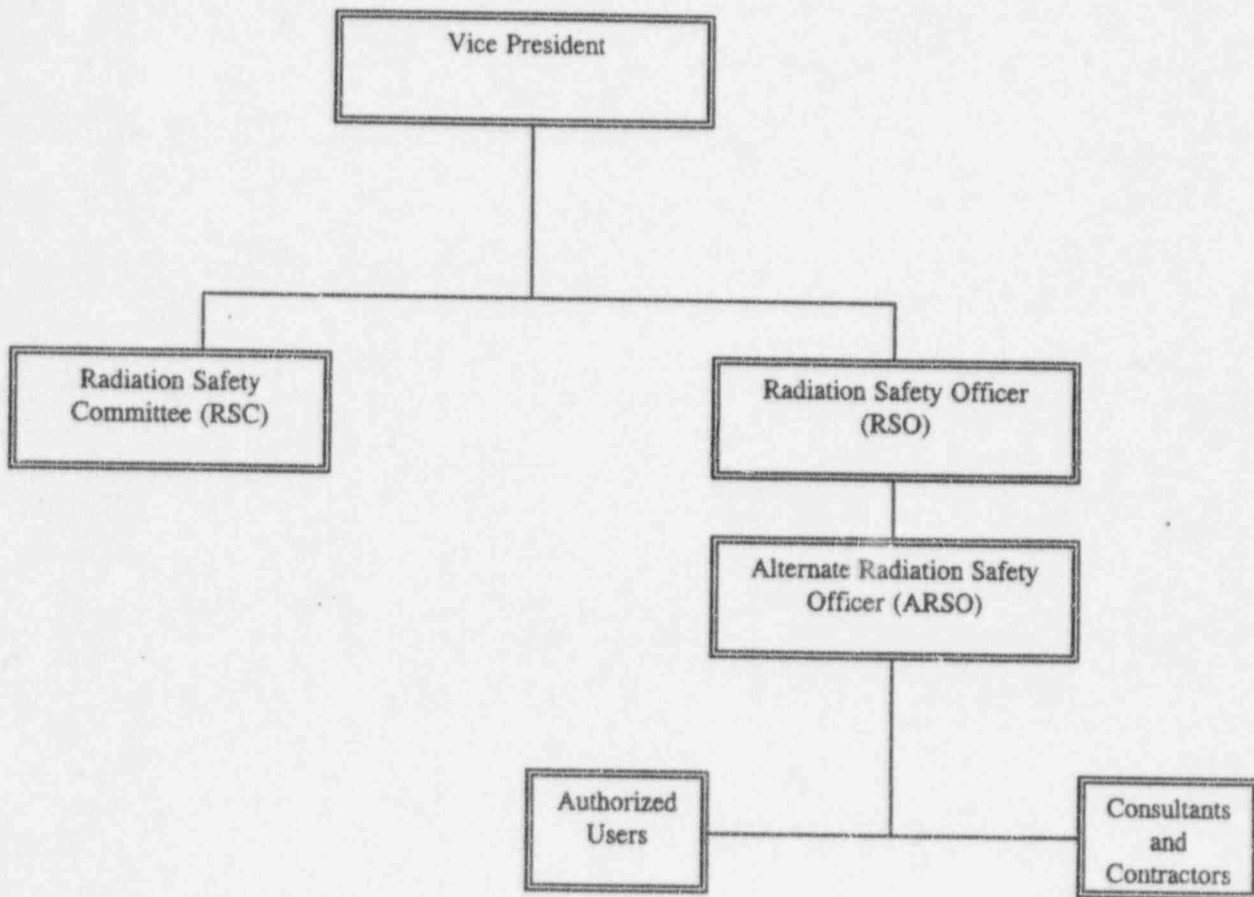 Vice President
Radiation Safety
Committee (RSC)
Radiation Safety Officer
(RSO)
Alternate Radiation Safety
Officer (ARSO)
Authorized
Users
Consultants
and
Contractors